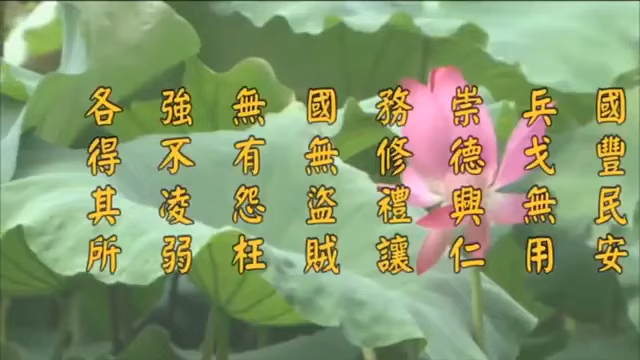 國豐民安
兵戈無用
崇德興仁
務修禮讓
國無盜賊
無有怨枉
強不凌弱
各得其所